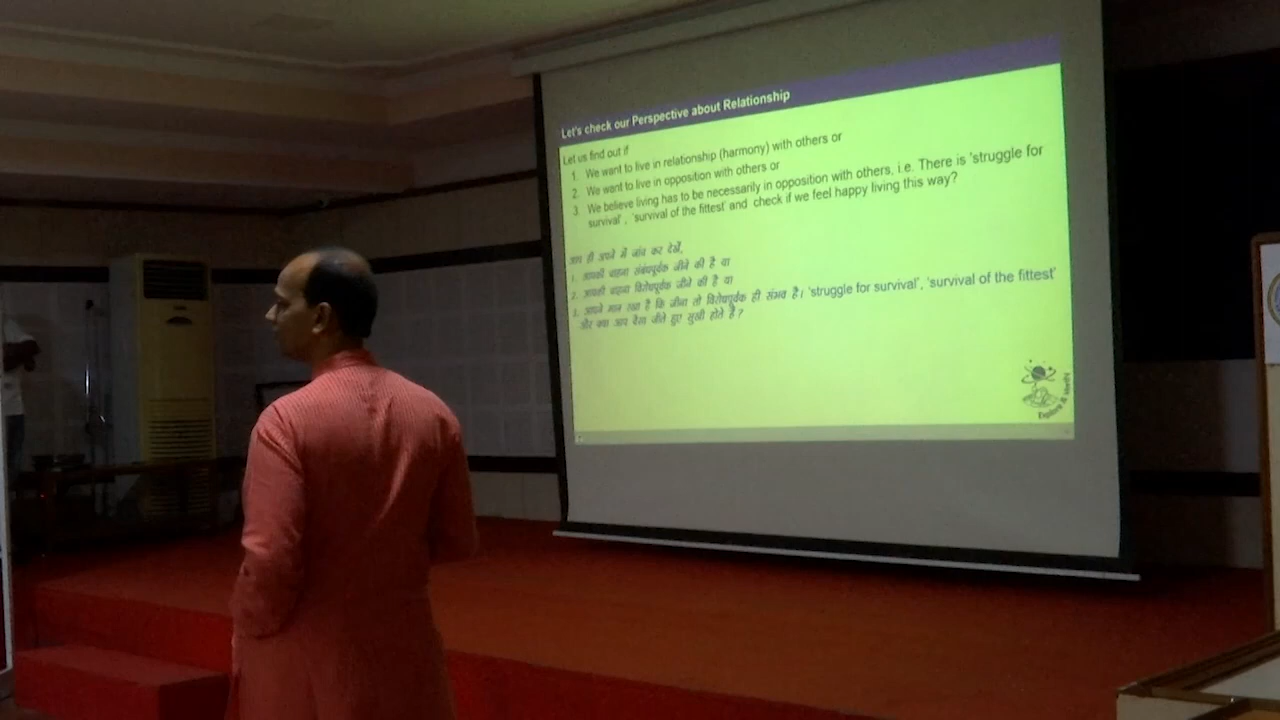 Let's check our Perspective about Relationship
Let us find out if
1. We want to live in relationship (harmony) with others or
2. We want to live in opposition with others or
3. We believe living has to be necessarily in opposition with others, i.e. There is 'struggle for
survival', 'survival of the fittest' and check if we feel happy living this way?
आप ही अपने में जांच कर देखें,
1. आपकी चाहना संबंधपूर्वक जीने की है या
2. आपकी चाहना विरोधपूर्वक जीने की है या
3. आपने मान रखा है कि जीना तो विरोधपूर्वक ही संभव है। 'struggle for survival', 'survival of the fittest'
और क्या आप ऐसा जीते हुए सुखी होते हैं?